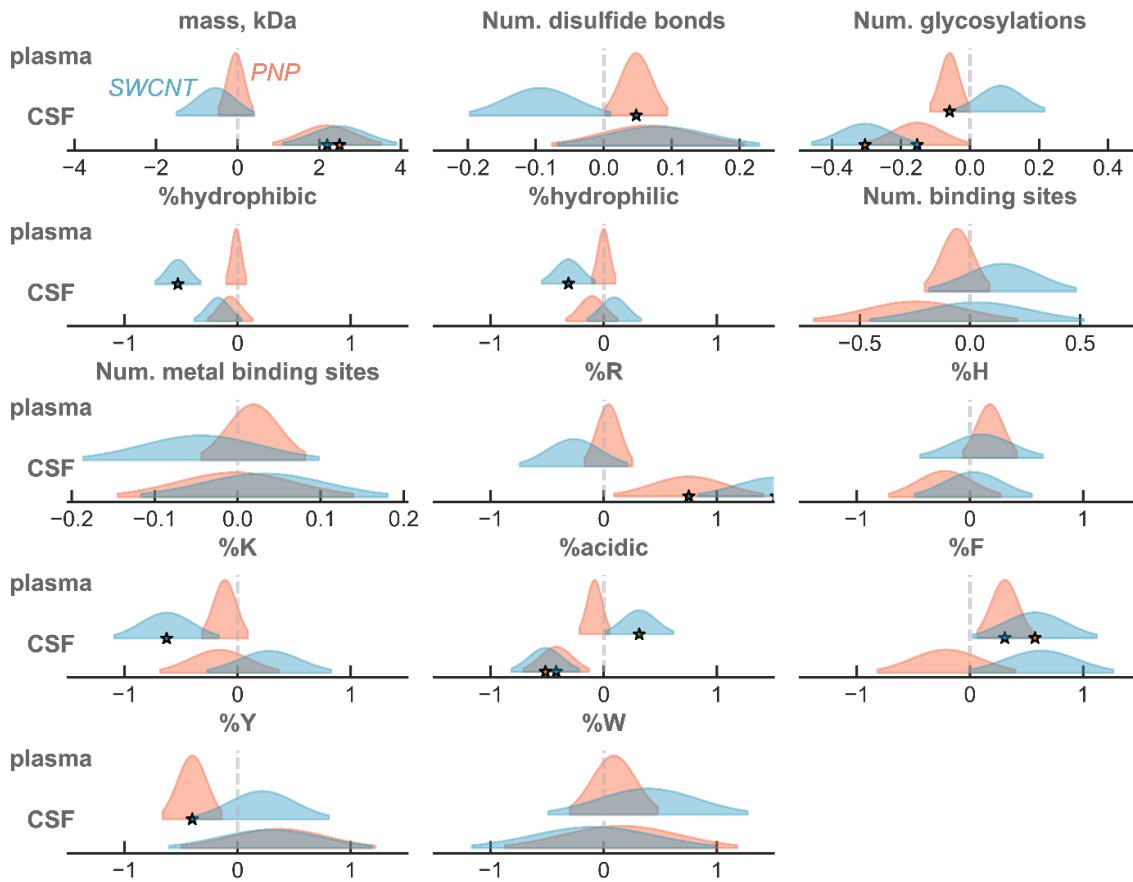 mass, kDa Num. disulfide bonds Num. glycosylations
plasma
SWCNT PNP
CSF
−4 −2 0 2 4 −0.2 −0.1 0.0 0.1 0.2 −0.4 −0.2 0.0 0.2 0.4
%hydrophibic %hydrophilic Num. binding sites
plasma
CSF
−1 0 1 −1 0 1 −0.5 0.0 0.5
Num. metal binding sites %R %H
plasma
CSF
−0.2 −0.1 0.0 0.1 0.2 −1 0 1 −1 0 1
%K %acidic %F
plasma
CSF
−1 0 1 −1 0 1 −1 0 1
%Y %W
plasma
CSF
−1 0 1 −1 0 1